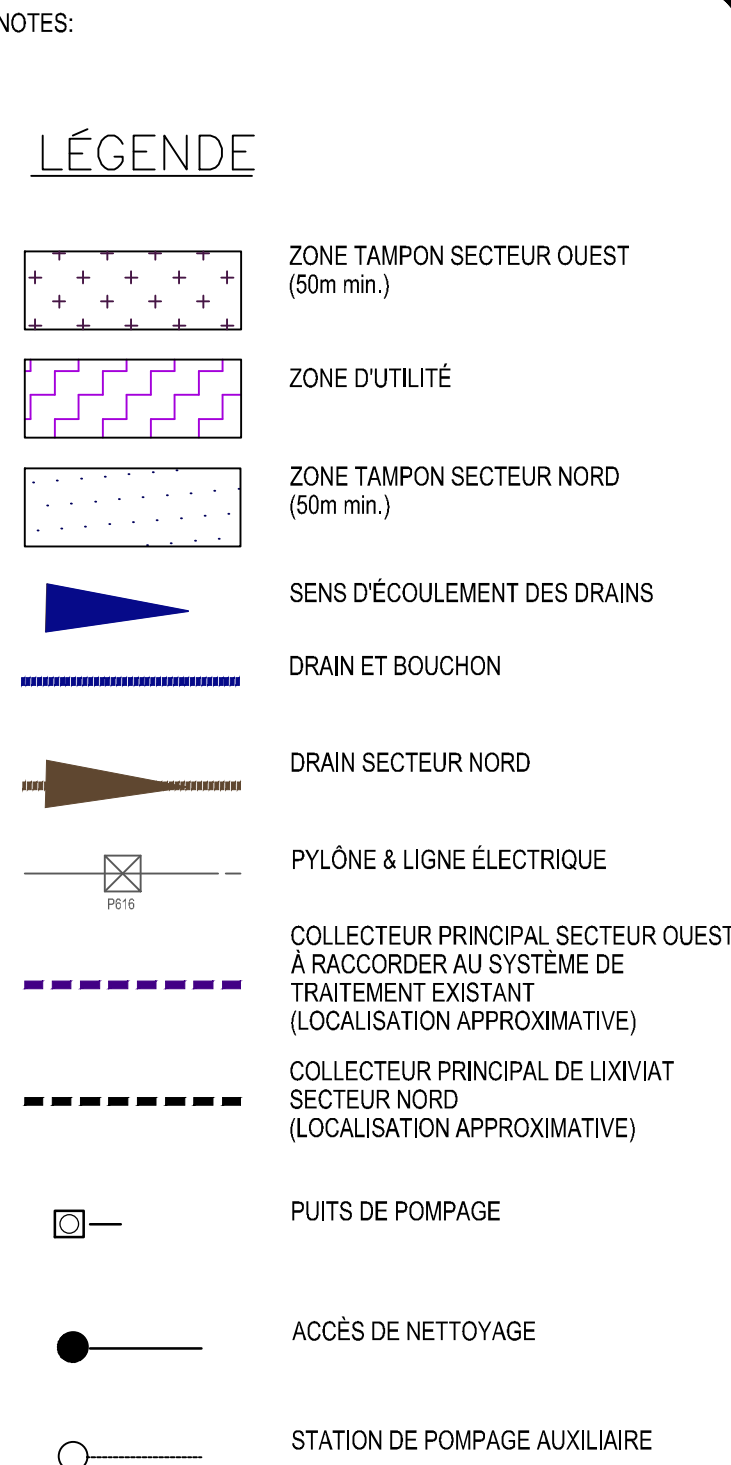 NOTES:
LÉGENDE
ZONE TAMPON SECTEUR OUEST
(50m min.)
ZONE D'UTILITÉ
ZONE TAMPON SECTEUR NORD
(50m min.)
SENS D'ÉCOULEMENT DES DRAINS
DRAIN ET BOUCHON
DRAIN SECTEUR NORD
PYLÔNE & LIGNE ÉLECTRIQUE
P616
COLLECTEUR PRINCIPAL SECTEUR OUEST
À RACCORDER AU SYSTÈME DE
TRAITEMENT EXISTANT
(LOCALISATION APPROXIMATIVE)
COLLECTEUR PRINCIPAL DE LIXIVIAT
SECTEUR NORD
(LOCALISATION APPROXIMATIVE)
PUITS DE POMPAGE
ACCÈS DE NETTOYAGE
STATION DE POMPAGE AUXILIAIRE